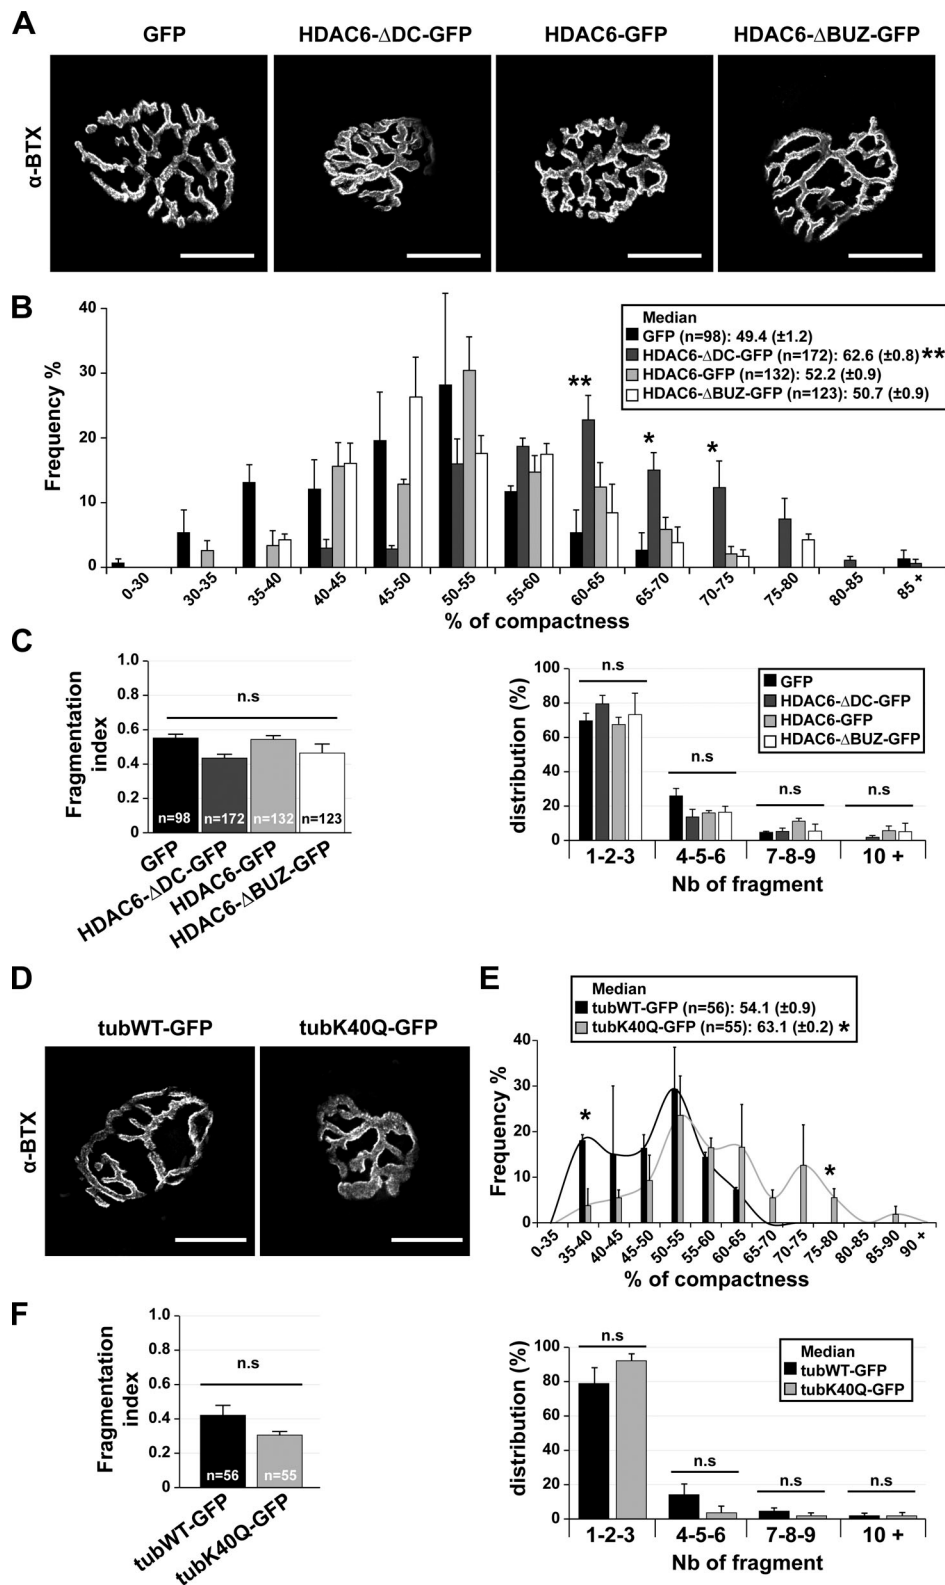 A
GFP
HDAC6-ΔDC-GFP
HDAC6-GFP
HDAC6-ΔBUZ-GFP
α-BTX
B
Frequency %
40
30
20
10
0
Median
GFP (n=98): 49.4 (±1.2)
HDAC6-ΔDC-GFP (n=172): 62.6 (±0.8) **
HDAC6-GFP (n=132): 52.2 (±0.9)
HDAC6-ΔBUZ-GFP (n=123): 50.7 (±0.9)
** * *
0-30 30-35 35-40 40-45 45-50 50-55 55-60 60-65 65-70 70-75 75-80 80-85 85 +
% of compactness
C
Fragmentation
index
1.0
0.8
0.6
0.4
0.2
0
n.s
n=98 n=172 n=132 n=123
GFP
HDAC6-ΔDC-GFP
HDAC6-GFP
HDAC6-ΔBUZ-GFP
distribution (%)
100
80
60
40
20
0
n.s
n.s
n.s
n.s
GFP
HDAC6-ΔDC-GFP
HDAC6-GFP
HDAC6-ΔBUZ-GFP
1-2-3 4-5-6 7-8-9 10 +
Nb of fragment
D
tubWT-GFP
tubK40Q-GFP
α-BTX
E
Median
tubWT-GFP (n=56): 54.1 (±0.9)
tubK40Q-GFP (n=55): 63.1 (±0.2) *
Frequency %
40
30
20
10
0
* *
0-35 35-40 40-45 45-50 50-55 55-60 60-65 65-70 70-75 75-80 80-85 85-90 90 +
% of compactness
F
Fragmentation
index
1.0
0.8
0.6
0.4
0.2
0
n.s
n=56 n=55
tubWT-GFP
tubK40Q-GFP
distribution (%)
100
80
60
40
20
0
n.s
n.s
n.s
n.s
Median
tubWT-GFP
tubK40Q-GFP
1-2-3 4-5-6 7-8-9 10 +
Nb of fragment